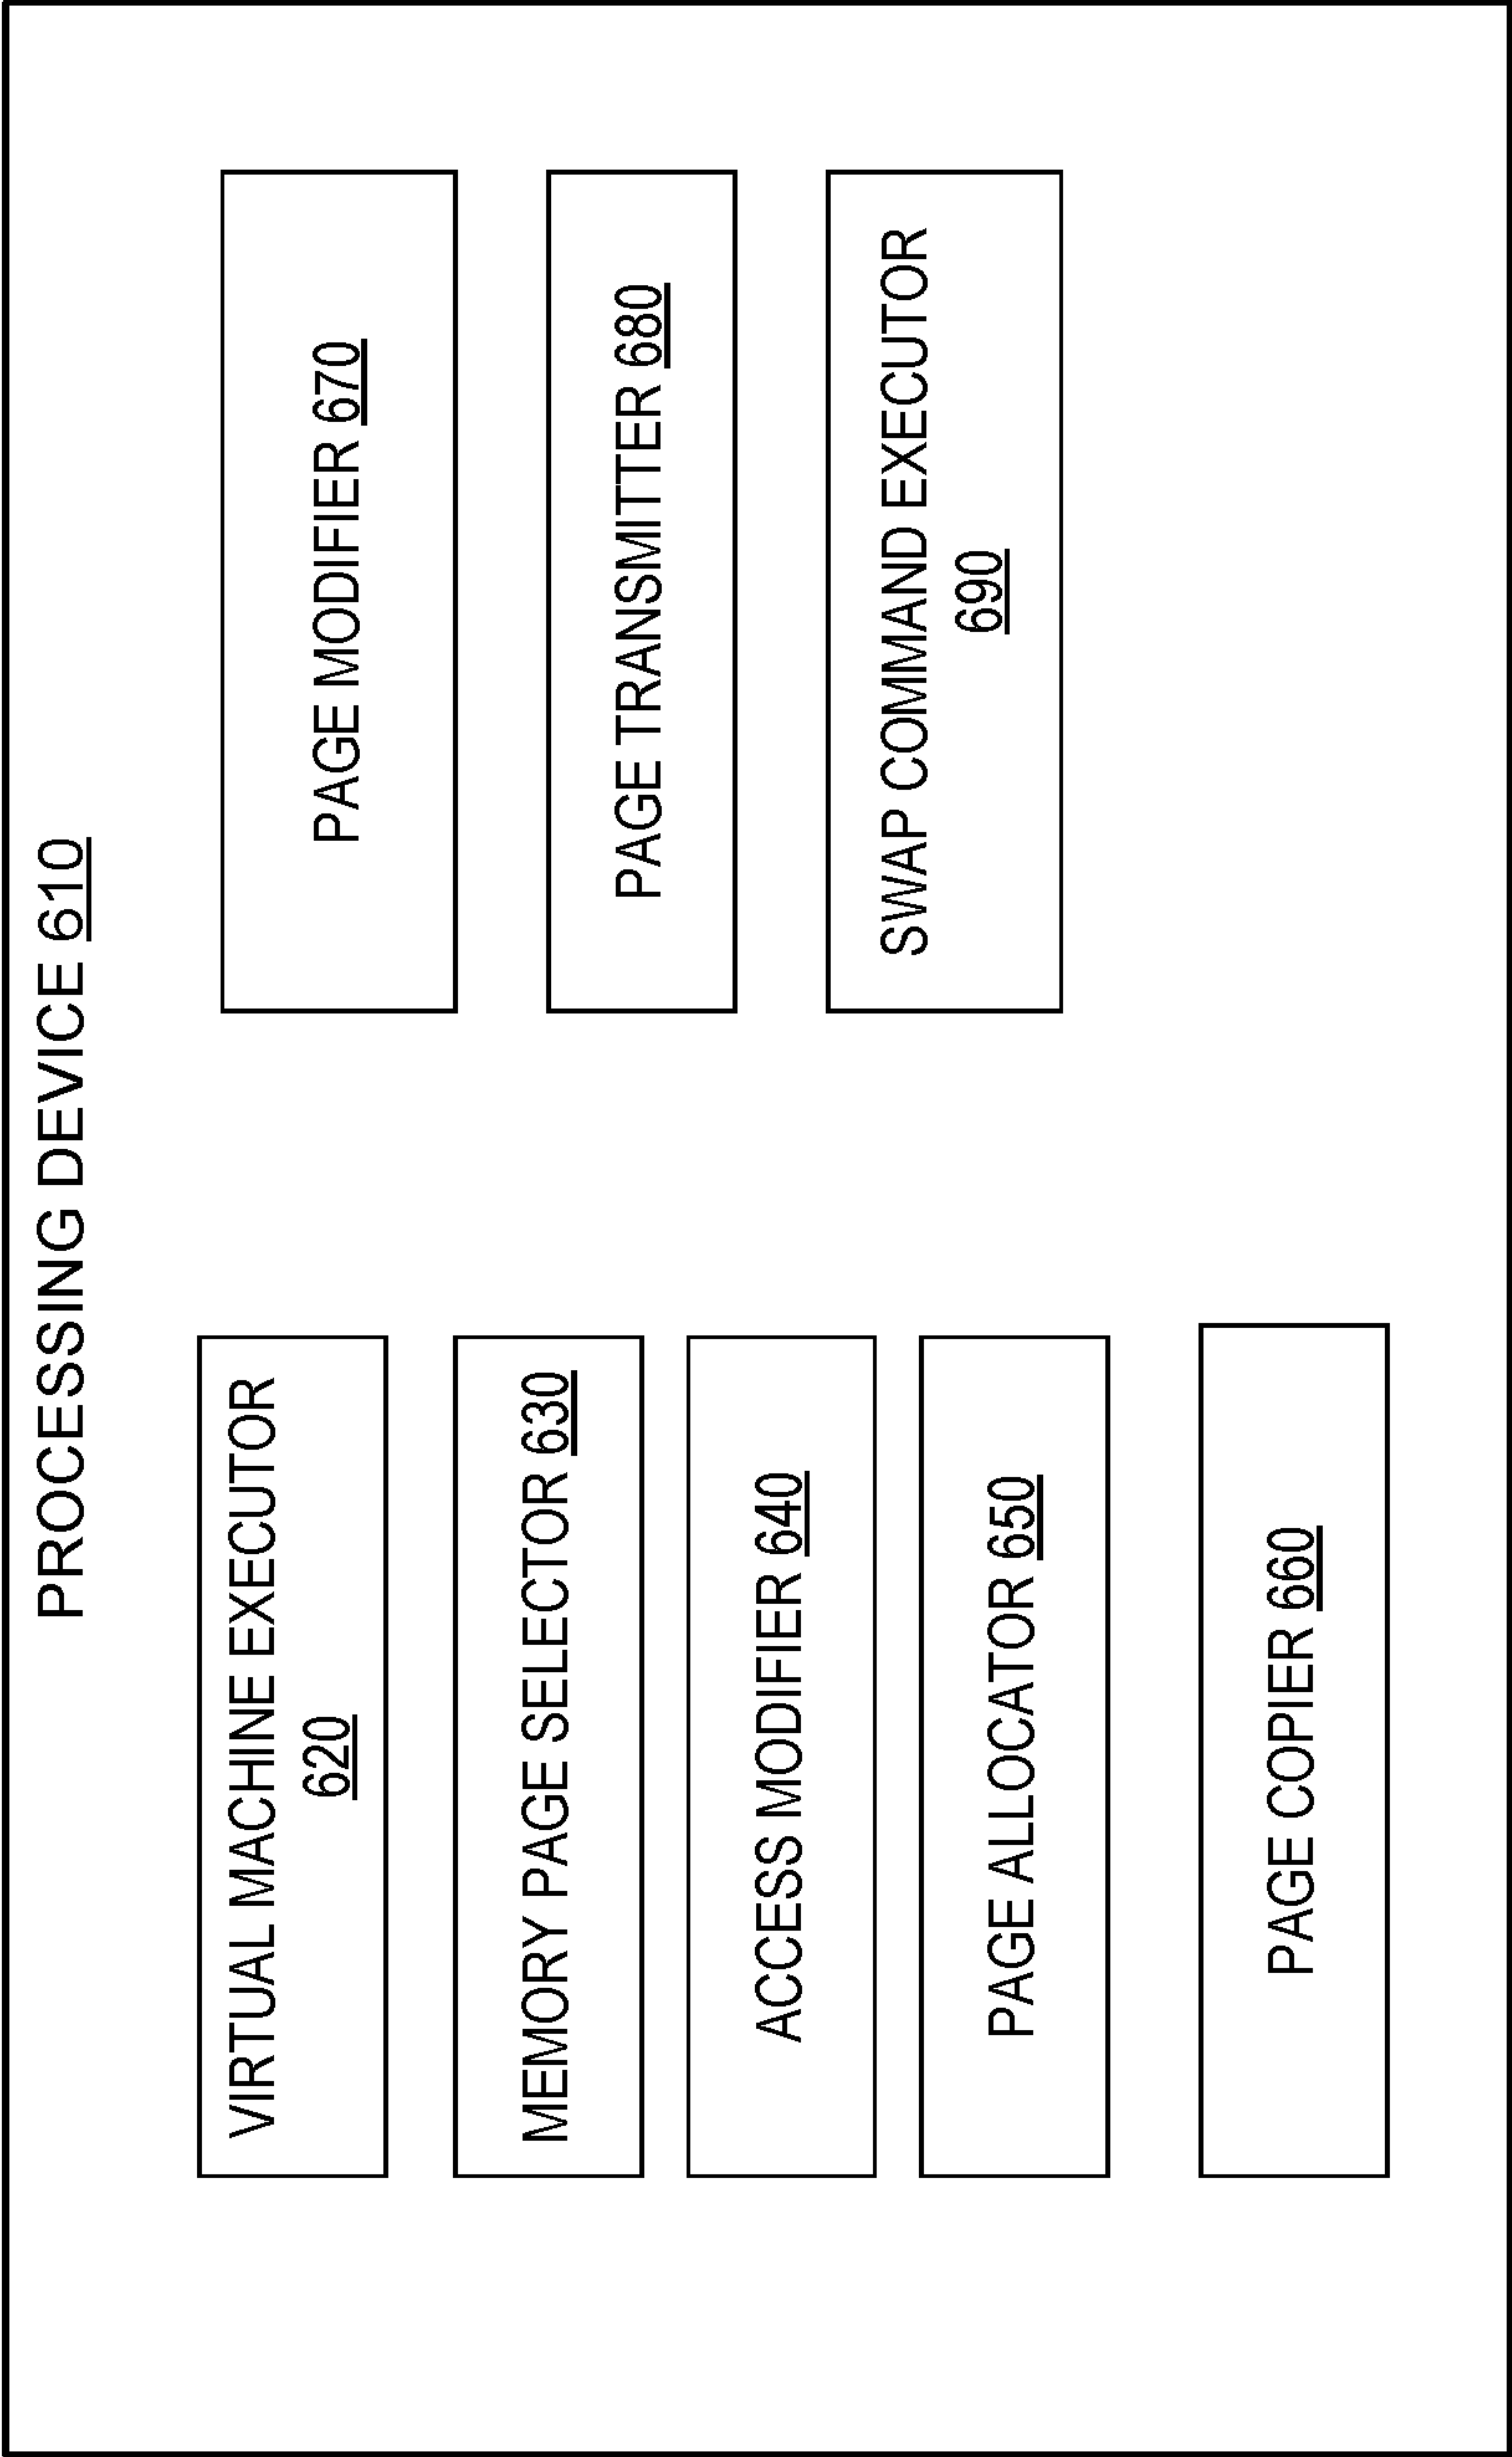 PROCESSING DEVICE 610
VIRTUAL MACHINE EXECUTOR
620
MEMORY PAGE SELECTOR 630
ACCESS MODIFIER 640
PAGE ALLOCATOR 650
PAGE COPIER 660
PAGE MODIFIER 670
PAGE TRANSMITTER 680
SWAP COMMAND EXECUTOR
690